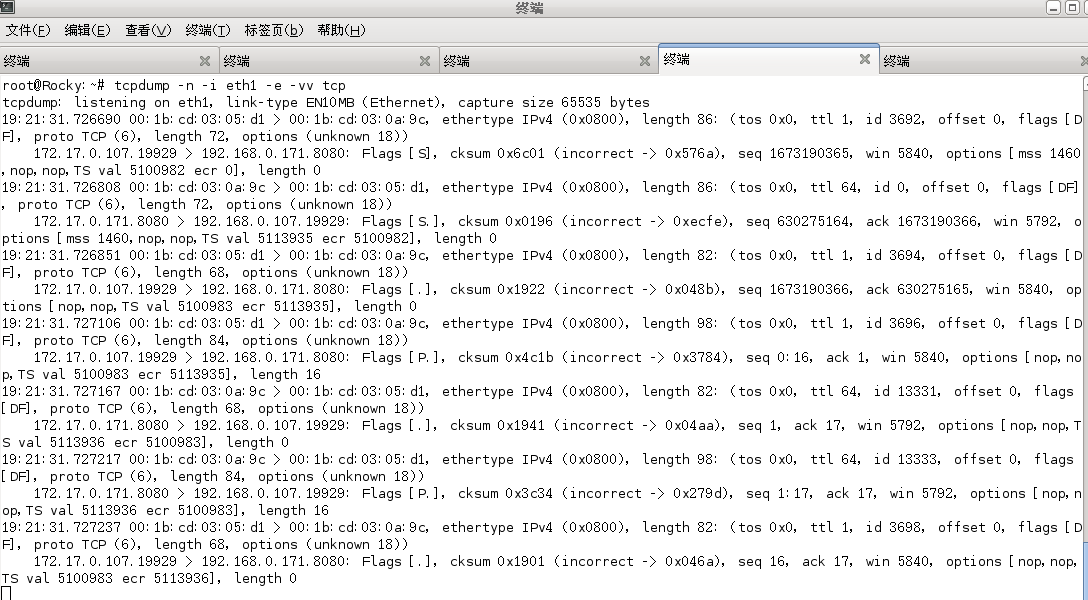 终端
文件(F) 编辑(E) 查看(V) 终端(T) 标签页(b) 帮助(H)
终端 终端 终端 终端 终端
root@Rocky:~# tcpdump -n -i eth1 -e -vv tcp
tcpdump: listening on eth1, link-type EN10MB (Ethernet), capture size 65535 bytes
19:21:31.726690 00:1b:cd:03:05:d1 > 00:1b:cd:03:0a:9c, ethertype IPv4 (0x0800), length 86: (tos 0x0, ttl 1, id 3692, offset 0, flags [D
F], proto TCP (6), length 72, options (unknown 18))
172.17.0.107.19929 > 192.168.0.171.8080: Flags [S], cksum 0x6c01 (incorrect -> 0x576a), seq 1673190365, win 5840, options [mss 1460
,nop,nop,TS val 5100982 ecr 0], length 0
19:21:31.726808 00:1b:cd:03:0a:9c > 00:1b:cd:03:05:d1, ethertype IPv4 (0x0800), length 86: (tos 0x0, ttl 64, id 0, offset 0, flags [DF]
, proto TCP (6), length 72, options (unknown 18))
172.17.0.171.8080 > 192.168.0.107.19929: Flags [S.], cksum 0x0196 (incorrect -> 0xecfe), seq 630275164, ack 1673190366, win 5792, o
ptions [mss 1460,nop,nop,TS val 5113935 ecr 5100982], length 0
19:21:31.726851 00:1b:cd:03:05:d1 > 00:1b:cd:03:0a:9c, ethertype IPv4 (0x0800), length 82: (tos 0x0, ttl 1, id 3694, offset 0, flags [D
F], proto TCP (6), length 68, options (unknown 18))
172.17.0.107.19929 > 192.168.0.171.8080: Flags [.], cksum 0x1922 (incorrect -> 0x048b), seq 1673190366, ack 630275165, win 5840, op
tions [nop,nop,TS val 5100983 ecr 5113935], length 0
19:21:31.727106 00:1b:cd:03:05:d1 > 00:1b:cd:03:0a:9c, ethertype IPv4 (0x0800), length 98: (tos 0x0, ttl 1, id 3696, offset 0, flags [D
F], proto TCP (6), length 84, options (unknown 18))
172.17.0.107.19929 > 192.168.0.171.8080: Flags [P.], cksum 0x4c1b (incorrect -> 0x3784), seq 0:16, ack 1, win 5840, options [nop,no
p,TS val 5100983 ecr 5113935], length 16
19:21:31.727167 00:1b:cd:03:0a:9c > 00:1b:cd:03:05:d1, ethertype IPv4 (0x0800), length 82: (tos 0x0, ttl 64, id 13331, offset 0, flags
[DF], proto TCP (6), length 68, options (unknown 18))
172.17.0.171.8080 > 192.168.0.107.19929: Flags [.], cksum 0x1941 (incorrect -> 0x04aa), seq 1, ack 17, win 5792, options [nop,nop,T
S val 5113936 ecr 5100983], length 0
19:21:31.727217 00:1b:cd:03:0a:9c > 00:1b:cd:03:05:d1, ethertype IPv4 (0x0800), length 98: (tos 0x0, ttl 64, id 13333, offset 0, flags
[DF], proto TCP (6), length 84, options (unknown 18))
172.17.0.171.8080 > 192.168.0.107.19929: Flags [P.], cksum 0x3c34 (incorrect -> 0x279d), seq 1:17, ack 17, win 5792, options [nop,n
op,TS val 5113936 ecr 5100983], length 16
19:21:31.727237 00:1b:cd:03:05:d1 > 00:1b:cd:03:0a:9c, ethertype IPv4 (0x0800), length 82: (tos 0x0, ttl 1, id 3698, offset 0, flags [D
F], proto TCP (6), length 68, options (unknown 18))
172.17.0.107.19929 > 192.168.0.171.8080: Flags [.], cksum 0x1901 (incorrect -> 0x046a), seq 16, ack 17, win 5840, options [nop,nop,
TS val 5100983 ecr 5113936], length 0